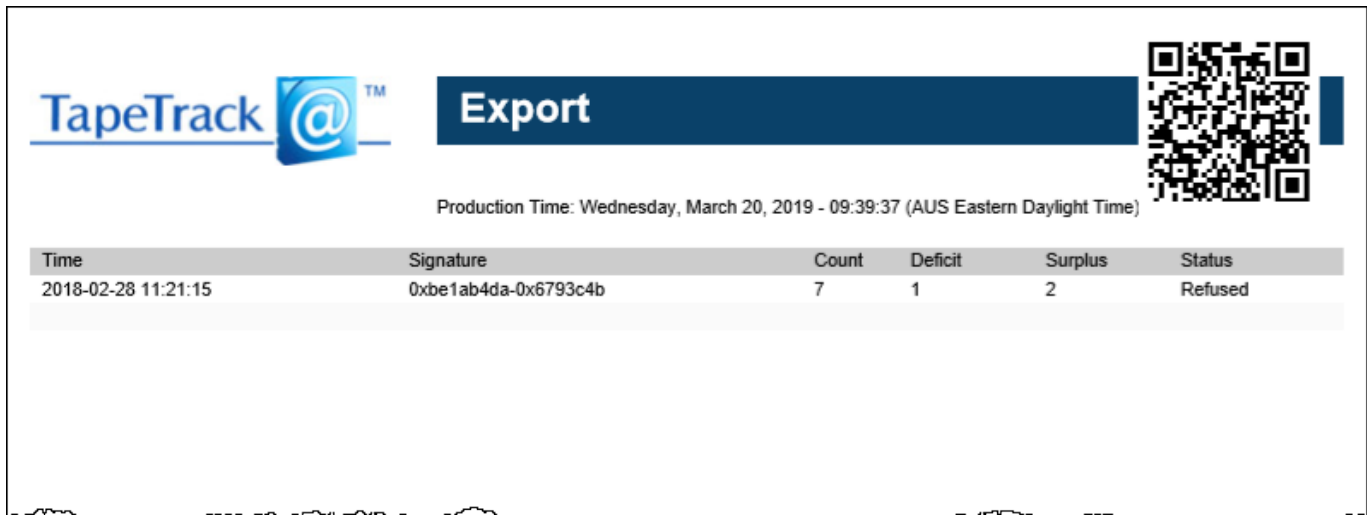 TapeTrack @ TM
Export
Production Time: Wednesday, March 20, 2019 - 09:39:37 (AUS Eastern Daylight Time)
Time Signature Count Deficit Surplus Status
2018-02-28 11:21:15 0xbe1ab4da-0x6793c4b 7 1 2 Refused